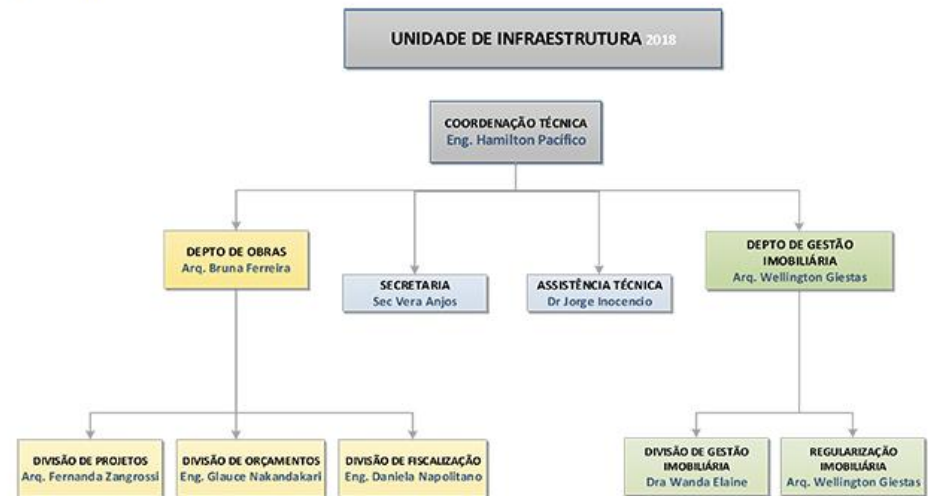 UNIDADE DE INFRAESTRUTURA 2018
COORDENAÇÃO TÉCNICA
Eng. Hamilton Pacífico
DEPTO DE OBRAS
Arq. Bruna Ferreira
SECRETARIA
Sec Vera Anjos
ASSISTÊNCIA TÉCNICA
Dr Jorge Inocencio
DEPTO DE GESTÃO
IMOBILIÁRIA
Arq. Wellington Giestas
DIVISÃO DE PROJETOS
Arq. Fernanda Zangrossi
DIVISÃO DE ORÇAMENTOS
Eng. Glauce Nakandakari
DIVISÃO DE FISCALIZAÇÃO
Eng. Daniela Napolitano
DIVISÃO DE GESTÃO
IMOBILIÁRIA
Dra Wanda Elaine
REGULARIZAÇÃO
IMOBILIÁRIA
Arq. Wellington Giestas